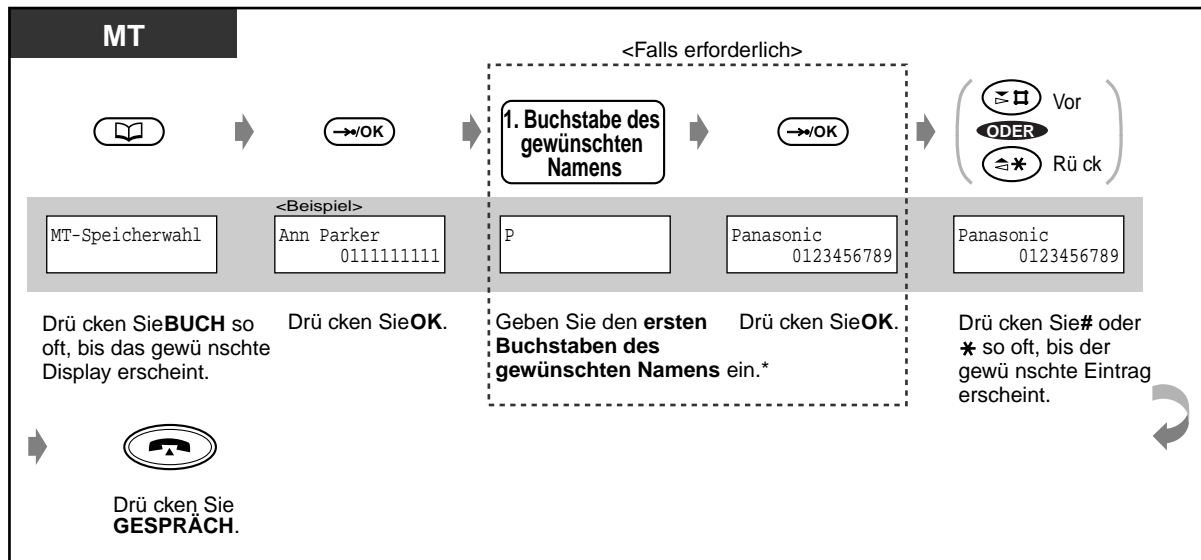 MT
<Falls erforderlich>
→/OK
1. Buchstabe des
gewünschten
Namens
→/OK
# Vor
ODER
* Rü ck
<Beispiel>
MT-Speicherwahl
Ann Parker
0111111111
P
Panasonic
0123456789
Panasonic
0123456789
Drü cken Sie BUCH so
oft, bis das gewü nschte
Display erscheint.
Drü cken Sie OK.
Geben Sie den ersten
Buchstaben des
gewünschten Namens ein.*
Drü cken Sie OK.
Drü cken Sie # oder
* so oft, bis der
gewü nschte Eintrag
erscheint.
Drü cken Sie
GESPRÄCH.